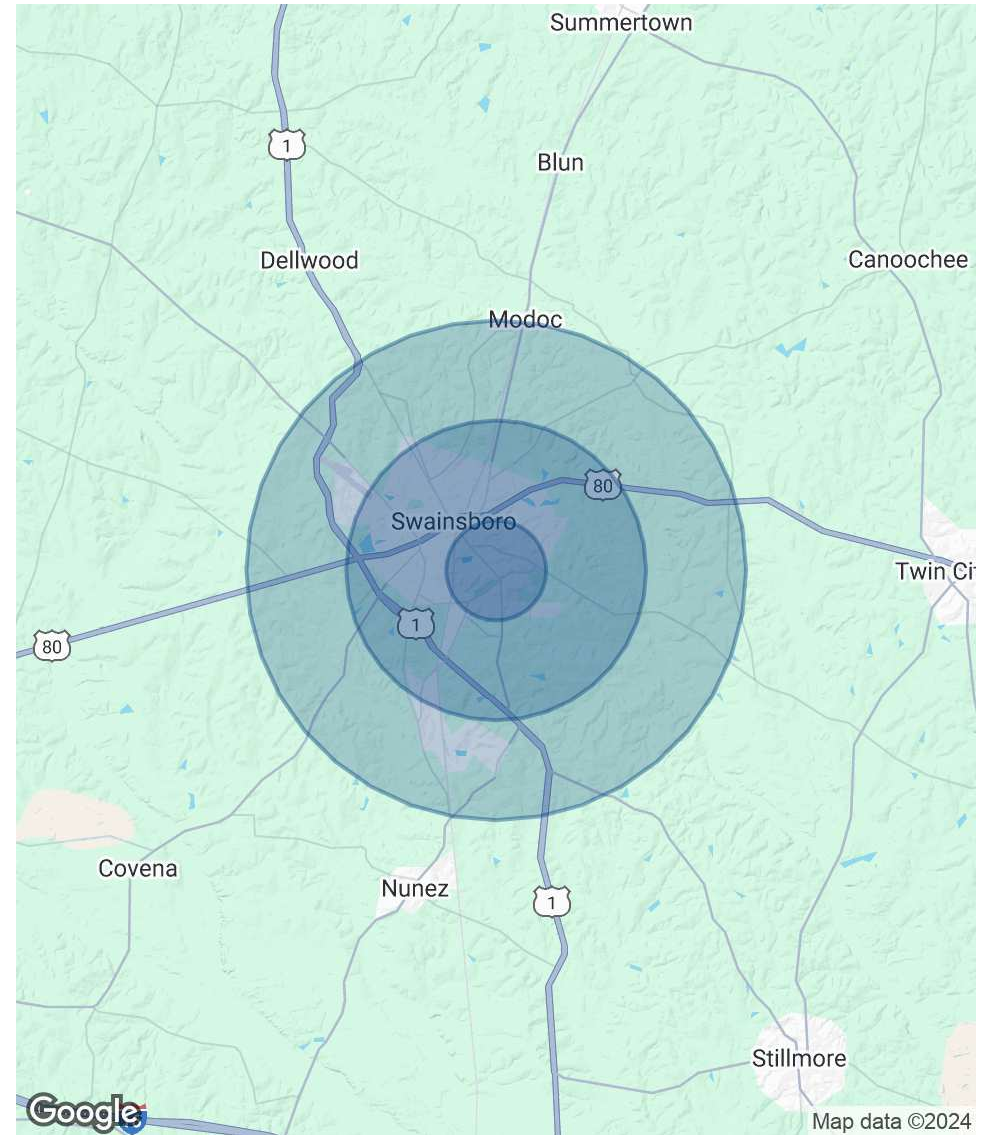 Summertown
1
Blun
Dellwood
Canoochee
Modoc
80
Swainsboro
Twin Cit
1
80
Covena
Nunez
1
Stillmore
Google
Map data ©2024